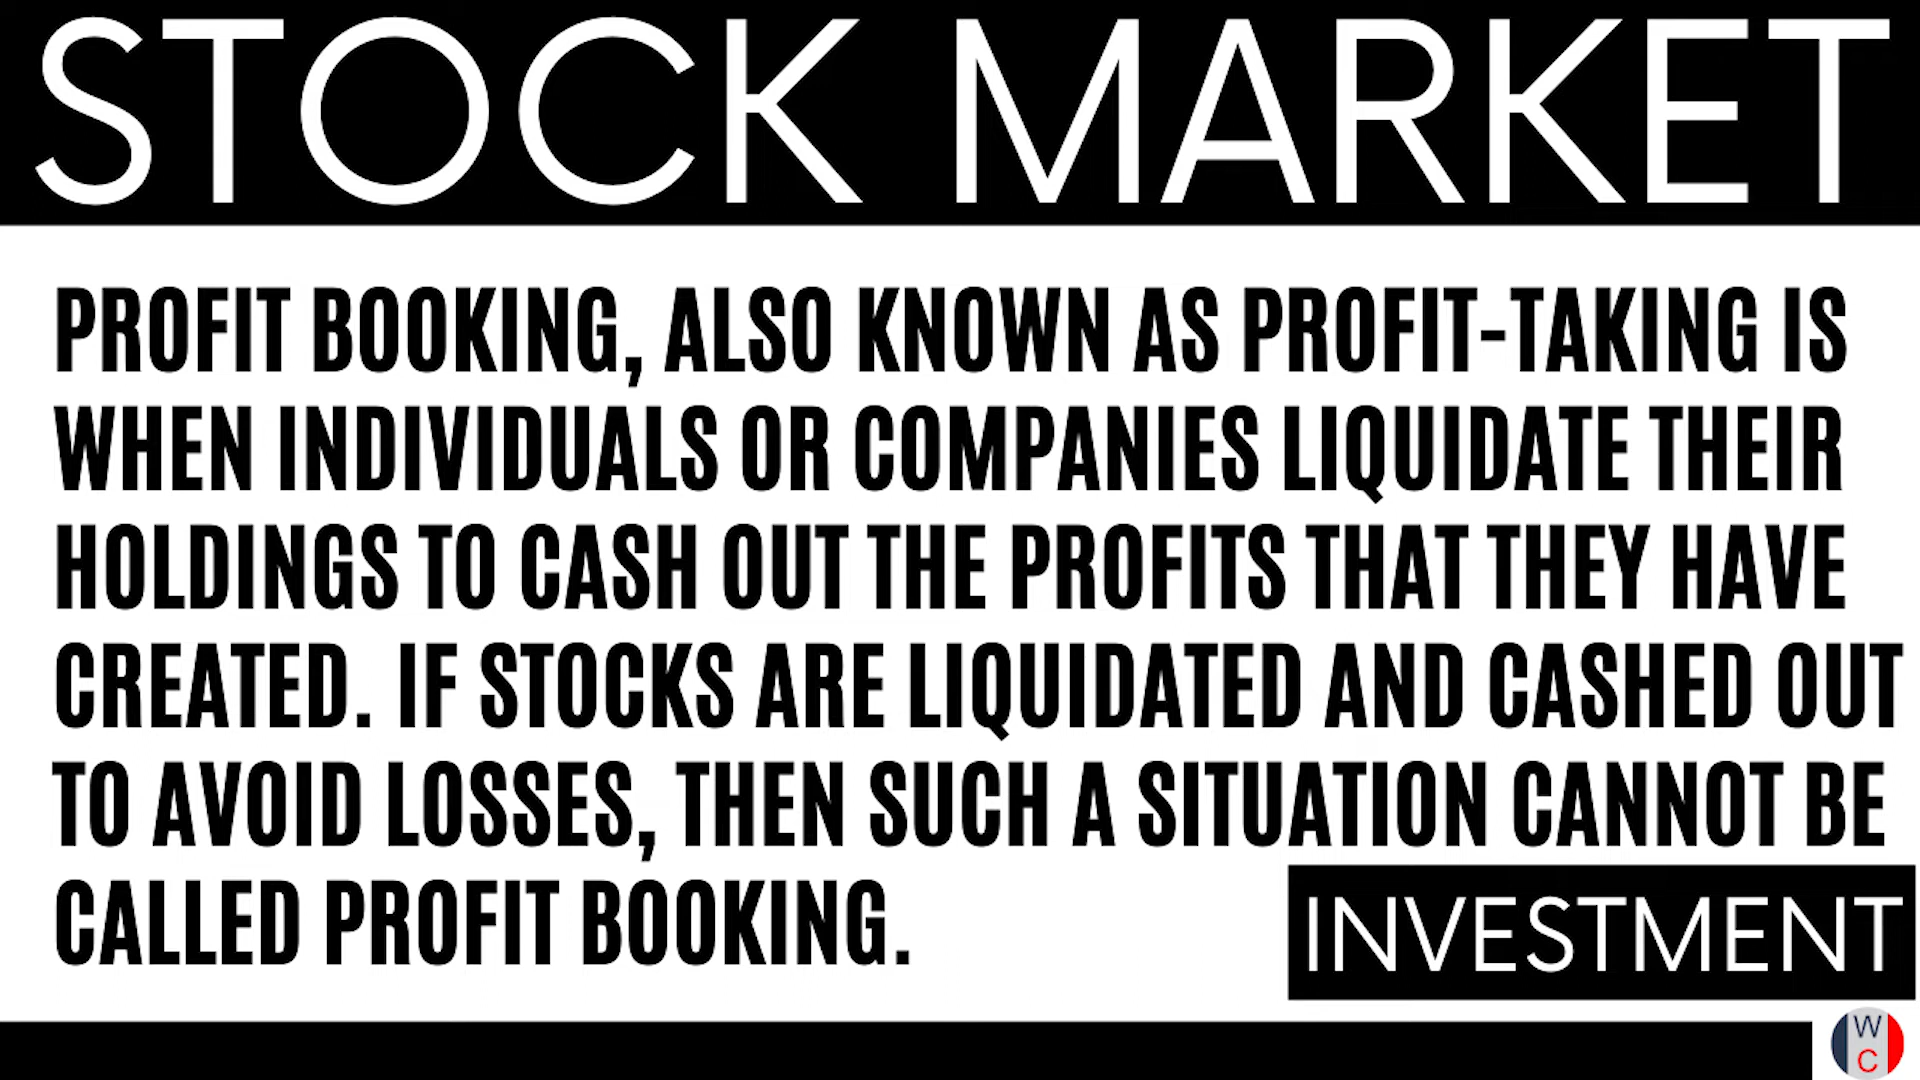 STOCK MARKET
PROFIT BOOKING, ALSO KNOWN AS PROFIT-TAKING IS
WHEN INDIVIDUALS OR COMPANIES LIQUIDATE THEIR
HOLDINGS TO CASH OUT THE PROFITS THAT THEY HAVE
CREATED. IF STOCKS ARE LIQUIDATED AND CASHED OUT
TO AVOID LOSSES, THEN SUCH A SITUATION CANNOT BE
CALLED PROFIT BOOKING.
INVESTMENT
W
C